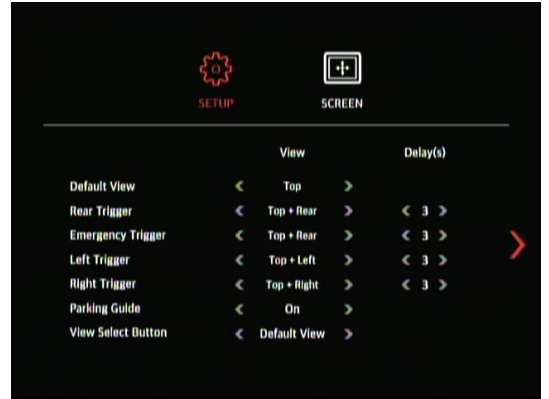 SETUP SCREEN
View Delay(s)
Default View Top
Rear Trigger Top + Rear 3
Emergency Trigger Top + Rear 3
Left Trigger Top + Left 3
Right Trigger Top + Right 3
Parking Guide On
View Select Button Default View